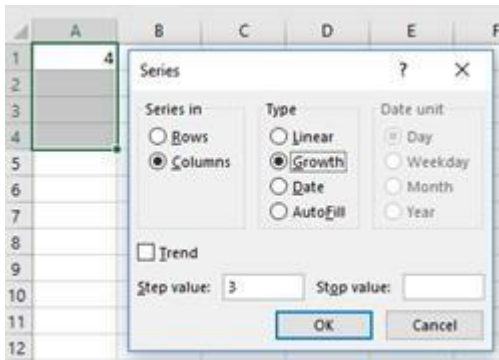 A B C D E F
1 4
2
3
4
5
6
7
8
9
10
11
12
Series ? ×
Series in
Rows
Columns
Type
Linear
Growth
Date
AutoFill
Date unit
Day
Weekday
Month
Year
Trend
Step value: 3 Stop value:
OK Cancel